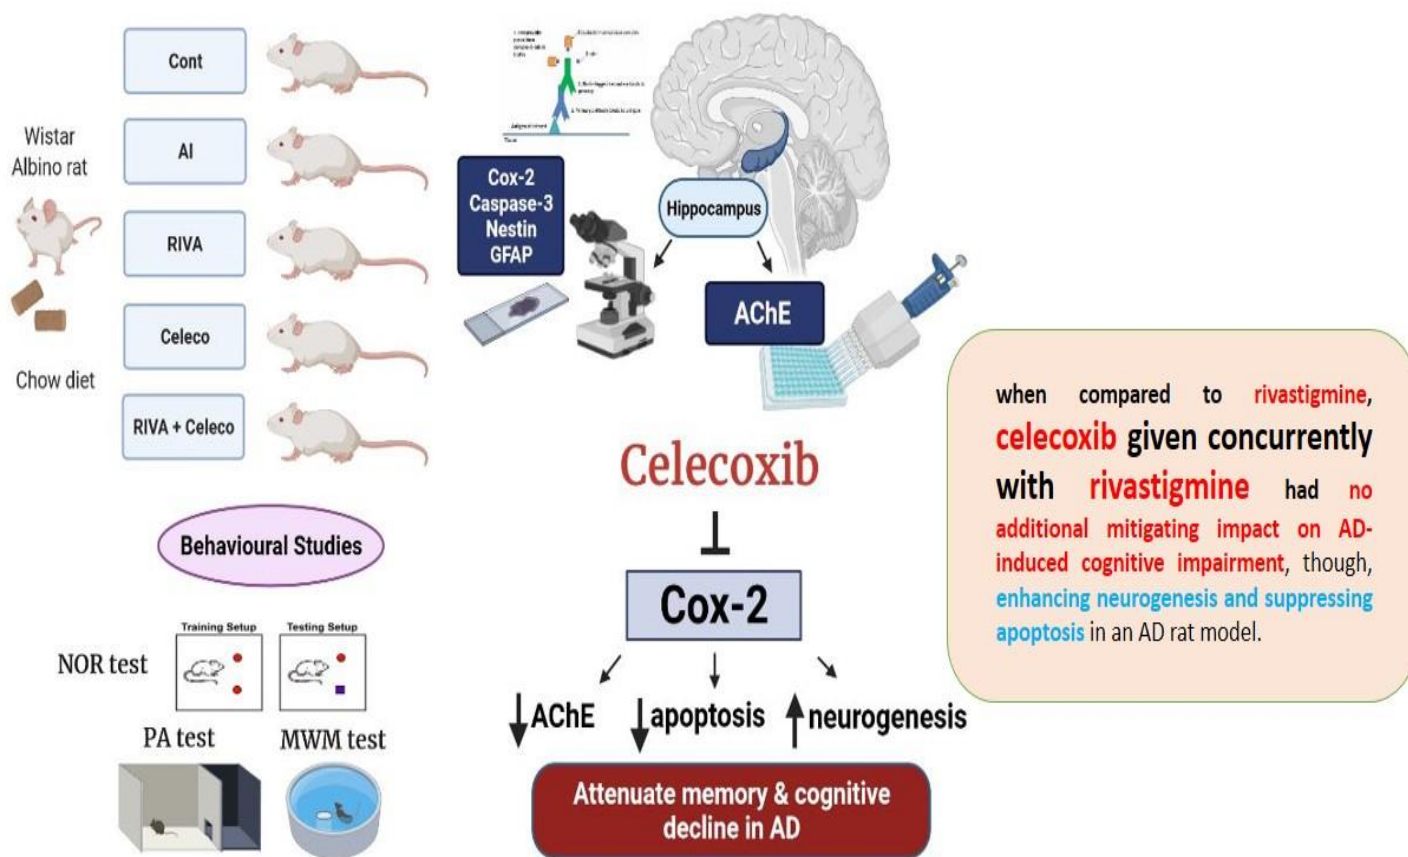 Wistar
Albino rat
Chow diet
Cont
Al
RIVA
Celeco
RIVA + Celeco
Behavioural Studies
NOR test
Training Setup
Testing Setup
PA test
MWM test
Cox-2
Caspase-3
Nestin
GFAP
Hippocampus
AChE
Celecoxib
Cox-2
AChE
apoptosis
neurogenesis
Attenuate memory & cognitive
decline in AD
when compared to rivastigmine,
celecoxib given concurrently
with rivastigmine had no
additional mitigating impact on AD-
induced cognitive impairment, though,
enhancing neurogenesis and suppressing
apoptosis in an AD rat model.